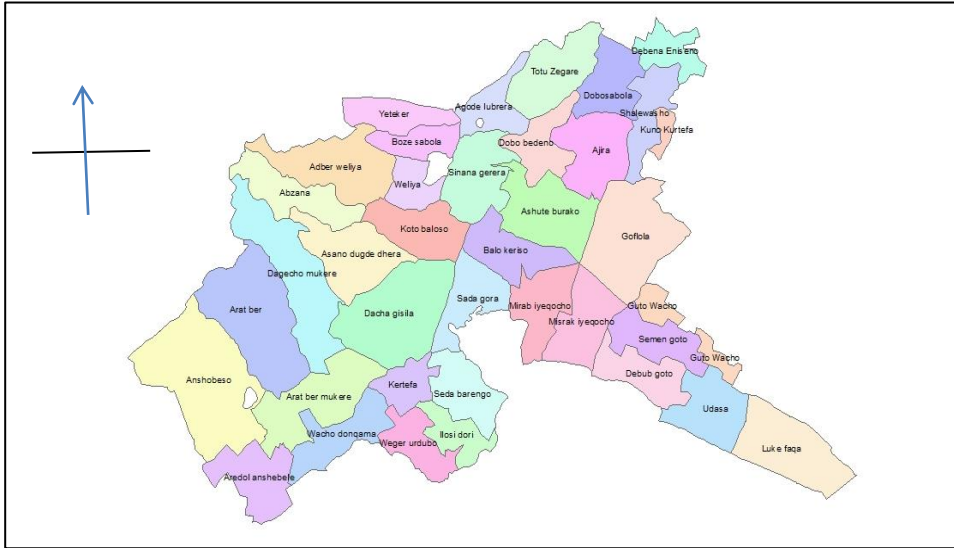 Debena Eniseno
Totu Zegare
Dobosabola
Agode lubrera
Yeteker
Shalewasho
Kuno Kurtefa
Boze sabola
Dobo bedeno
Ajira
Adber weliya
Sinana gerera
Weliya
Abzana
Ashute burako
Koto baloso
Goflola
Asano dugde dhera
Balo keriso
Dagecho mukere
Sada gora
Mirab iyeqocho
Guto Wacho
Arat ber
Dacha gisila
Misrak iyeqocho
Semen goto
Guto Wacho
Debub goto
Anshobeso
Kertefa
Seda barengo
Arat ber mukere
Udasa
Wacho donqama
Ilosi dori
Weger urdubo
Luke faqa
Aredol anshebefe